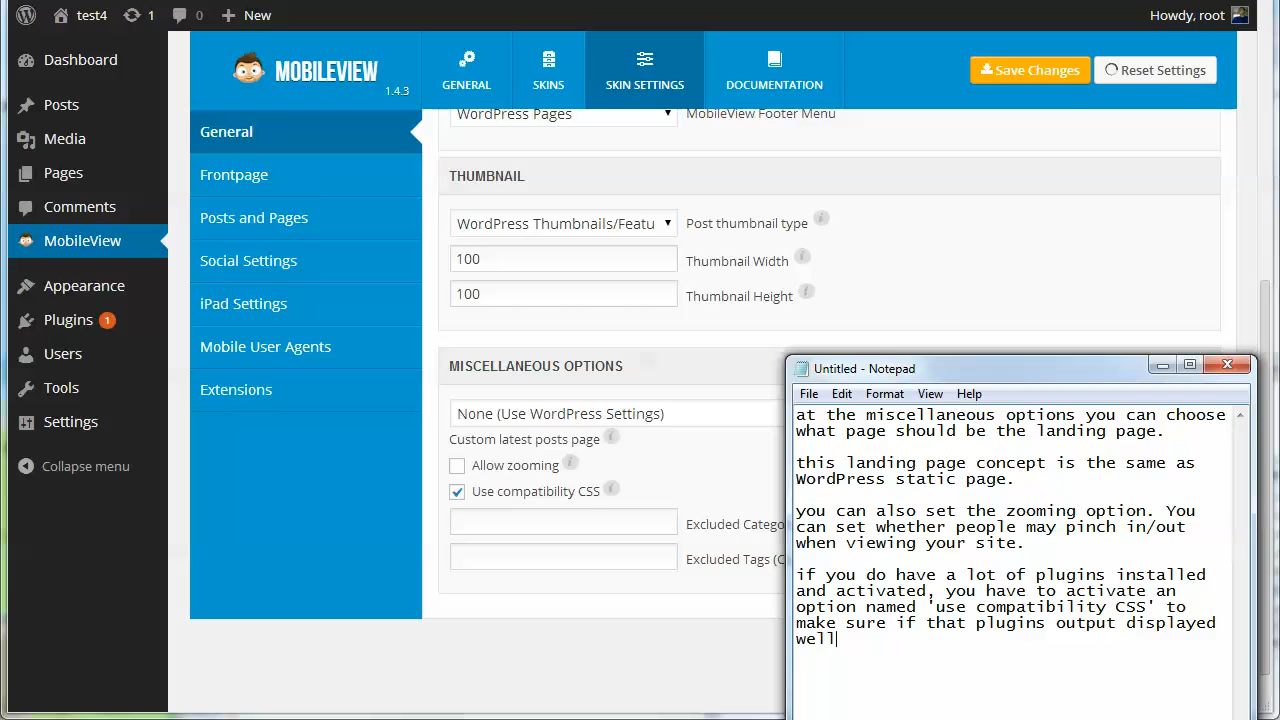 test4
1
0
New
Howdy, root
Dashboard
Posts
Media
Pages
Comments
MobileView
Appearance
Plugins 1
Users
Tools
Settings
Collapse menu
MOBILEVIEW
1.4.3
GENERAL
SKINS
SKIN SETTINGS
DOCUMENTATION
Save Changes
Reset Settings
General
Frontpage
Posts and Pages
Social Settings
iPad Settings
Mobile User Agents
Extensions
WordPress Pages
MobileView Footer Menu
THUMBNAIL
WordPress Thumbnails/Featu
Post thumbnail type
100
Thumbnail Width
100
Thumbnail Height
MISCELLANEOUS OPTIONS
None (Use WordPress Settings)
Custom latest posts page
Allow zooming
Use compatibility CSS
Excluded Catego
Excluded Tags (C
Untitled - Notepad
File Edit Format View Help
at the miscellaneous options you can choose
what page should be the landing page.
this landing page concept is the same as
WordPress static page.
you can also set the zooming option. You
can set whether people may pinch in/out
when viewing your site.
if you do have a lot of plugins installed
and activated, you have to activate an
option named 'use compatibility CSS' to
make sure if that plugins output displayed
well